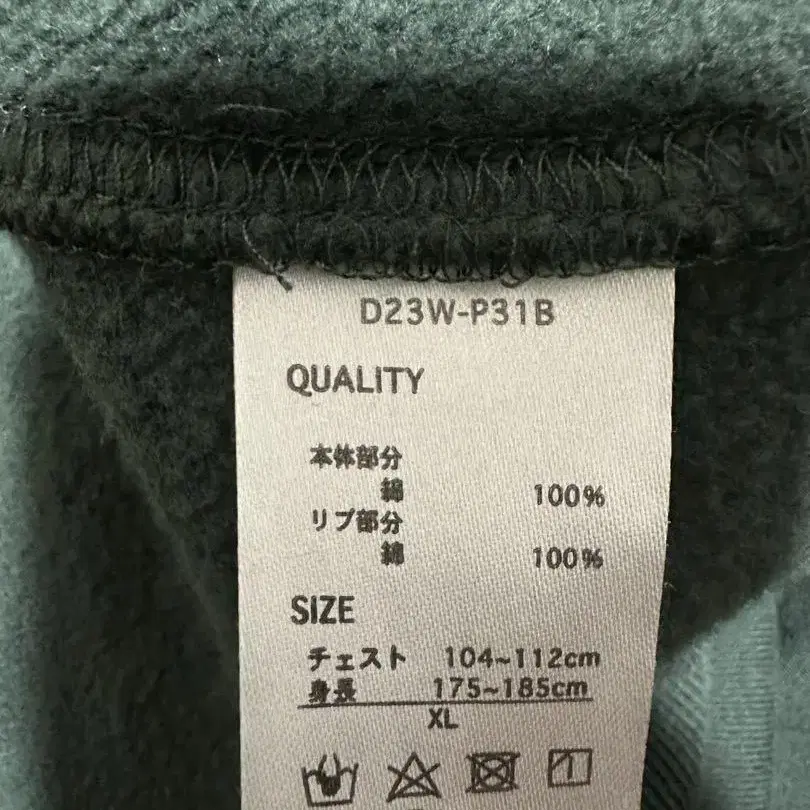 D23W-P31B
QUALITY
本体部分
綿 100%
リブ部分
綿 100%
SIZE
チェスト 104~112cm
身長 175~185cm
XL